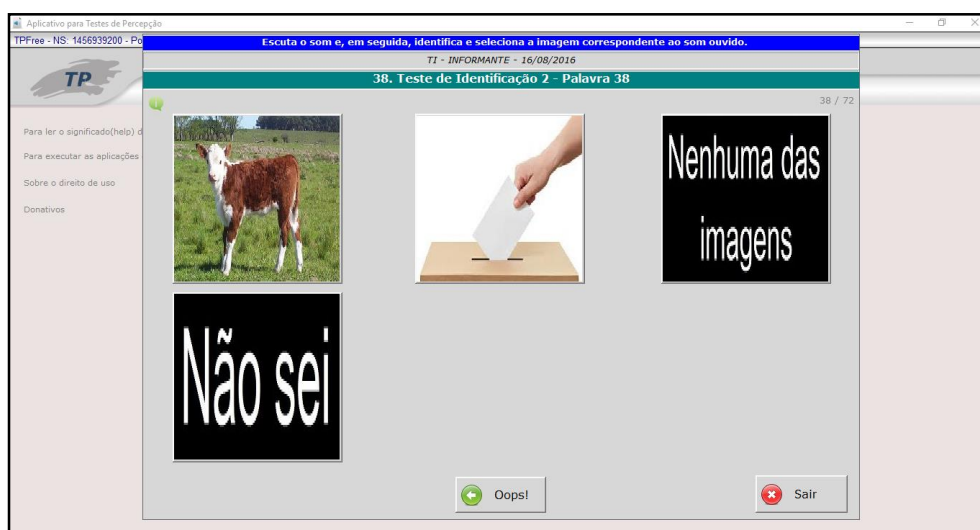 Aplicativo para Testes de Percepção
TPFree - NS: 1456939200 - Po
Escuta o som e, em seguida, identifica e seleciona a imagem correspondente ao som ouvido.
TI - INFORMANTE - 16/08/2016
TP
38. Teste de Identificação 2 - Palavra 38
38 / 72
Para ler o significado(help) d
Para executar as aplicações
Sobre o direito de uso
Donativos
Nenhuma das
imagens
Não sei
Oops!
Sair